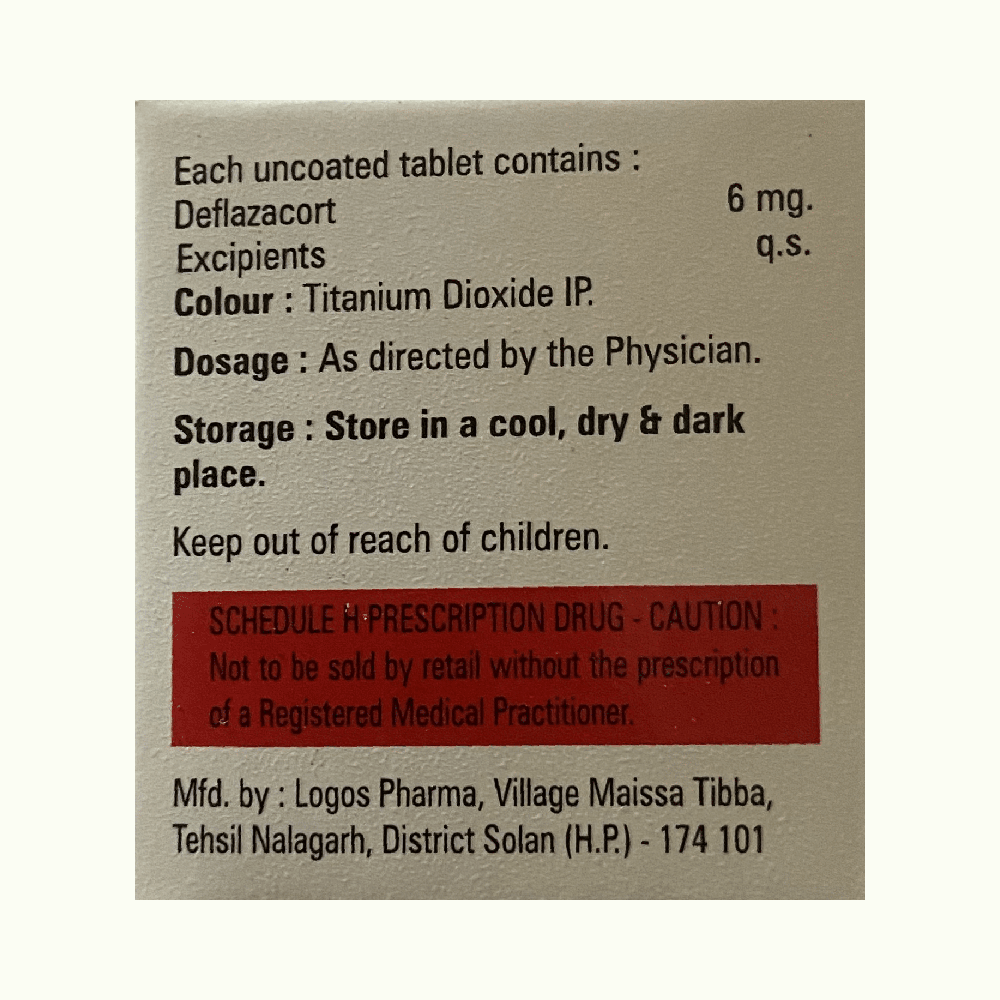 Each uncoated tablet contains :
Deflazacort 6 mg.
Excipients q.s.
Colour : Titanium Dioxide IP.
Dosage : As directed by the Physician.
Storage : Store in a cool, dry & dark
place.
Keep out of reach of children.
SCHEDULE H PRESCRIPTION DRUG - CAUTION :
Not to be sold by retail without the prescription
of a Registered Medical Practitioner.
Mfd. by : Logos Pharma, Village Maissa Tibba,
Tehsil Nalagarh, District Solan (H.P.) - 174 101